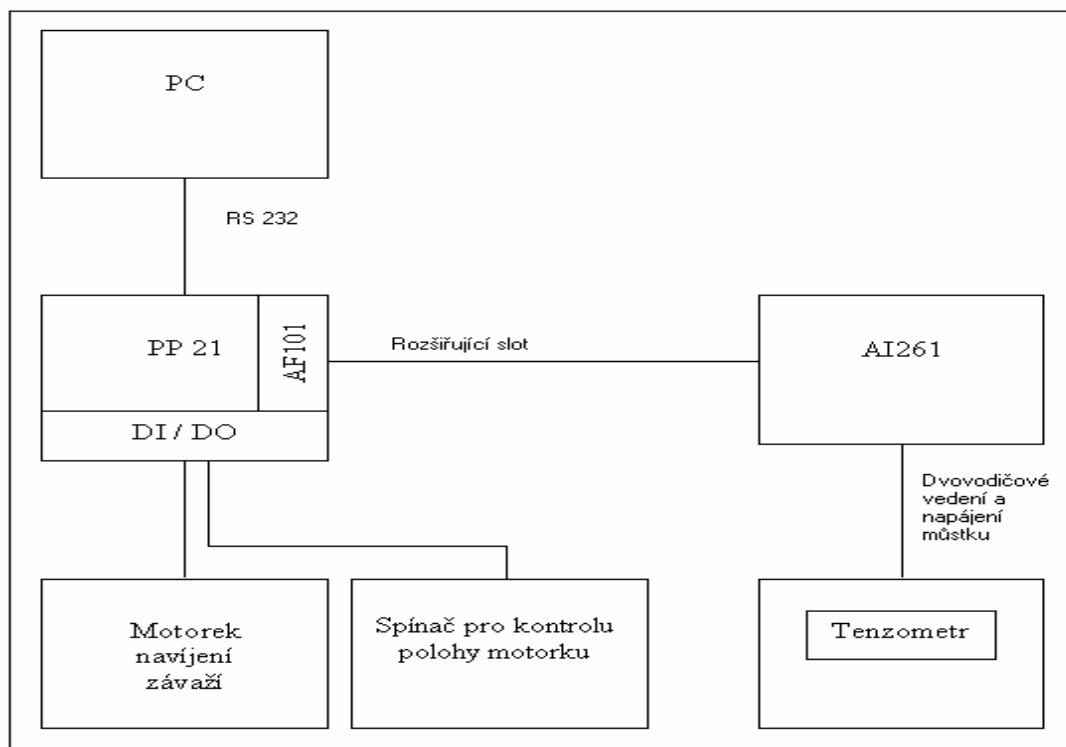 PC
RS 232
PP 21
AF101
Rozšiřující slot
AI261
DI / DO
Dvovodičové
vedení a
napájení
můstku
Motorek
navíjení
závaží
Spínač pro kontrolu
polohy motorku
Tenzometr